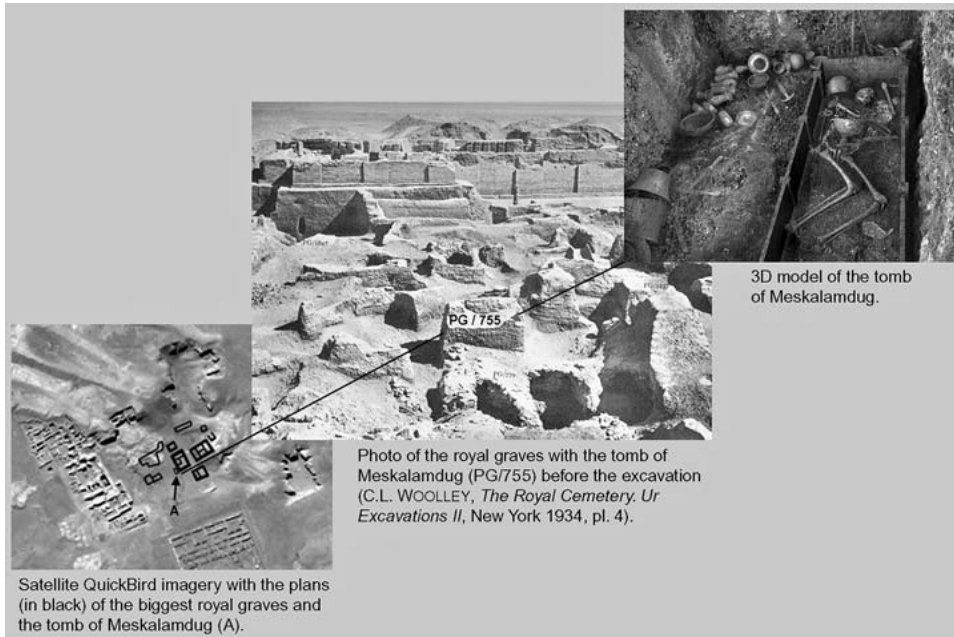 3D model of the tomb
of Meskalamdug.
PG / 755
Photo of the royal graves with the tomb of
Meskalamdug (PG/755) before the excavation
(C.L. WOOLLEY, The Royal Cemetery. Ur
Excavations II, New York 1934, pl. 4).
A
Satellite QuickBird imagery with the plans
(in black) of the biggest royal graves and
the tomb of Meskalamdug (A).